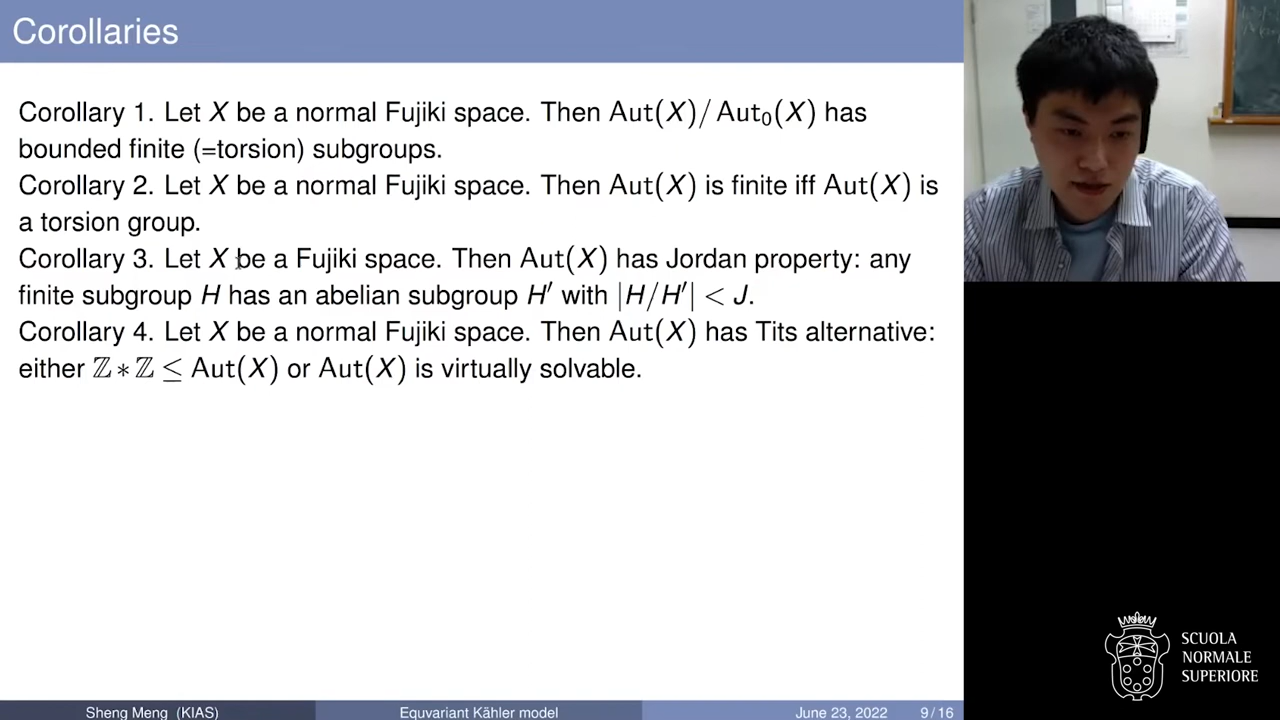 Corollaries
Corollary 1. Let X be a normal Fujiki space. Then Aut(X)/Aut₀(X) has
bounded finite (=torsion) subgroups.
Corollary 2. Let X be a normal Fujiki space. Then Aut(X) is finite iff Aut(X) is
a torsion group.
Corollary 3. Let X be a Fujiki space. Then Aut(X) has Jordan property: any
finite subgroup H has an abelian subgroup H′ with |H/H′| < J.
Corollary 4. Let X be a normal Fujiki space. Then Aut(X) has Tits alternative:
either ℤ ∗ ℤ ≤ Aut(X) or Aut(X) is virtually solvable.
SCUOLA
NORMALE
SUPERIORE
Sheng Meng (KIAS) Equvariant Kähler model June 23, 2022 9 / 16